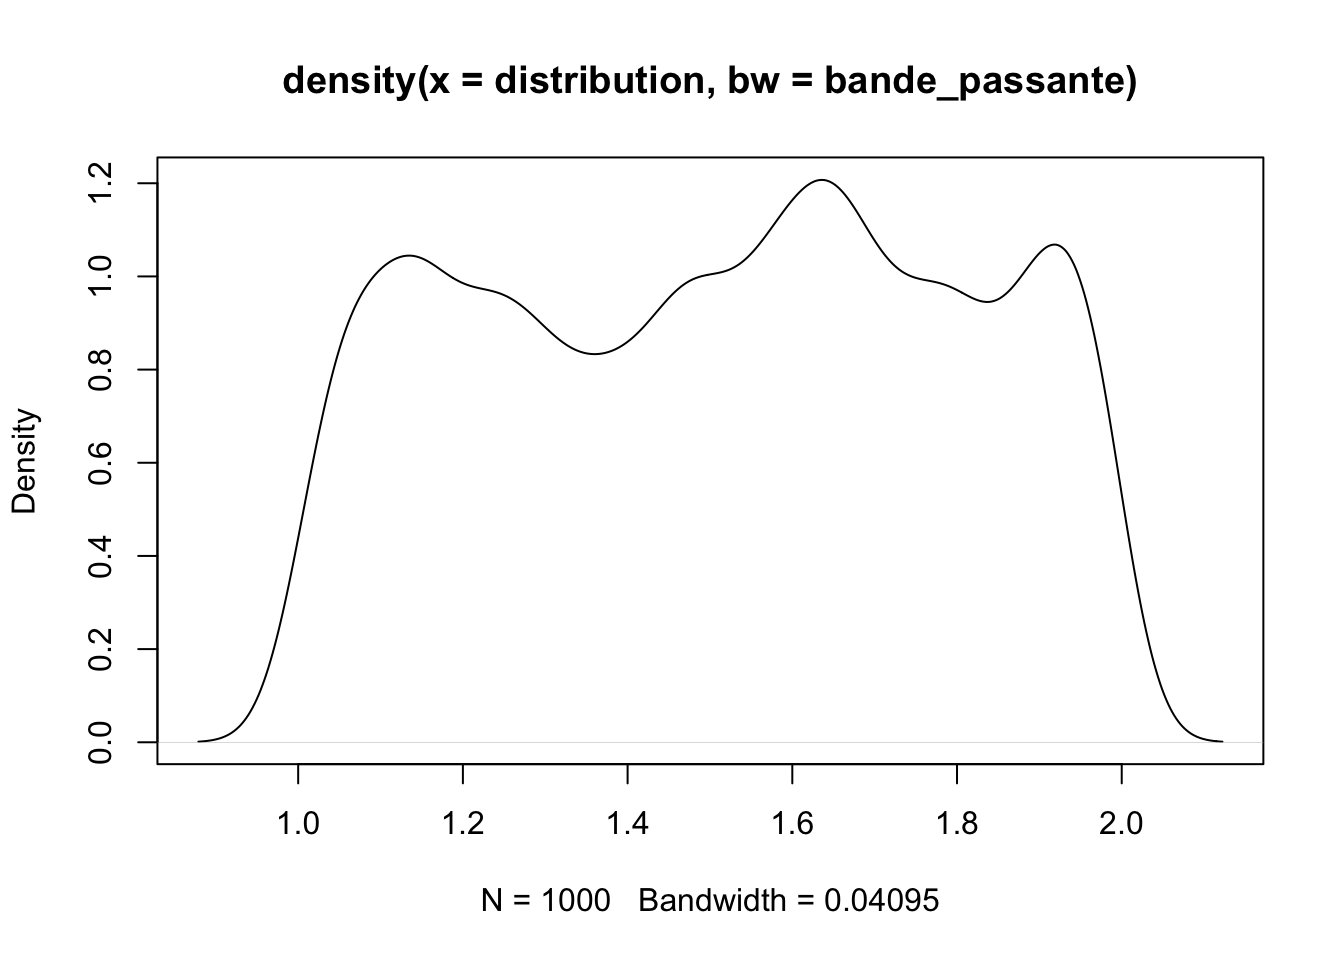 density(x = distribution, bw = bande_passante)
Density
1.2
1.0
0.8
0.6
0.4
0.2
0.0
1.0 1.2 1.4 1.6 1.8 2.0
N = 1000 Bandwidth = 0.04095